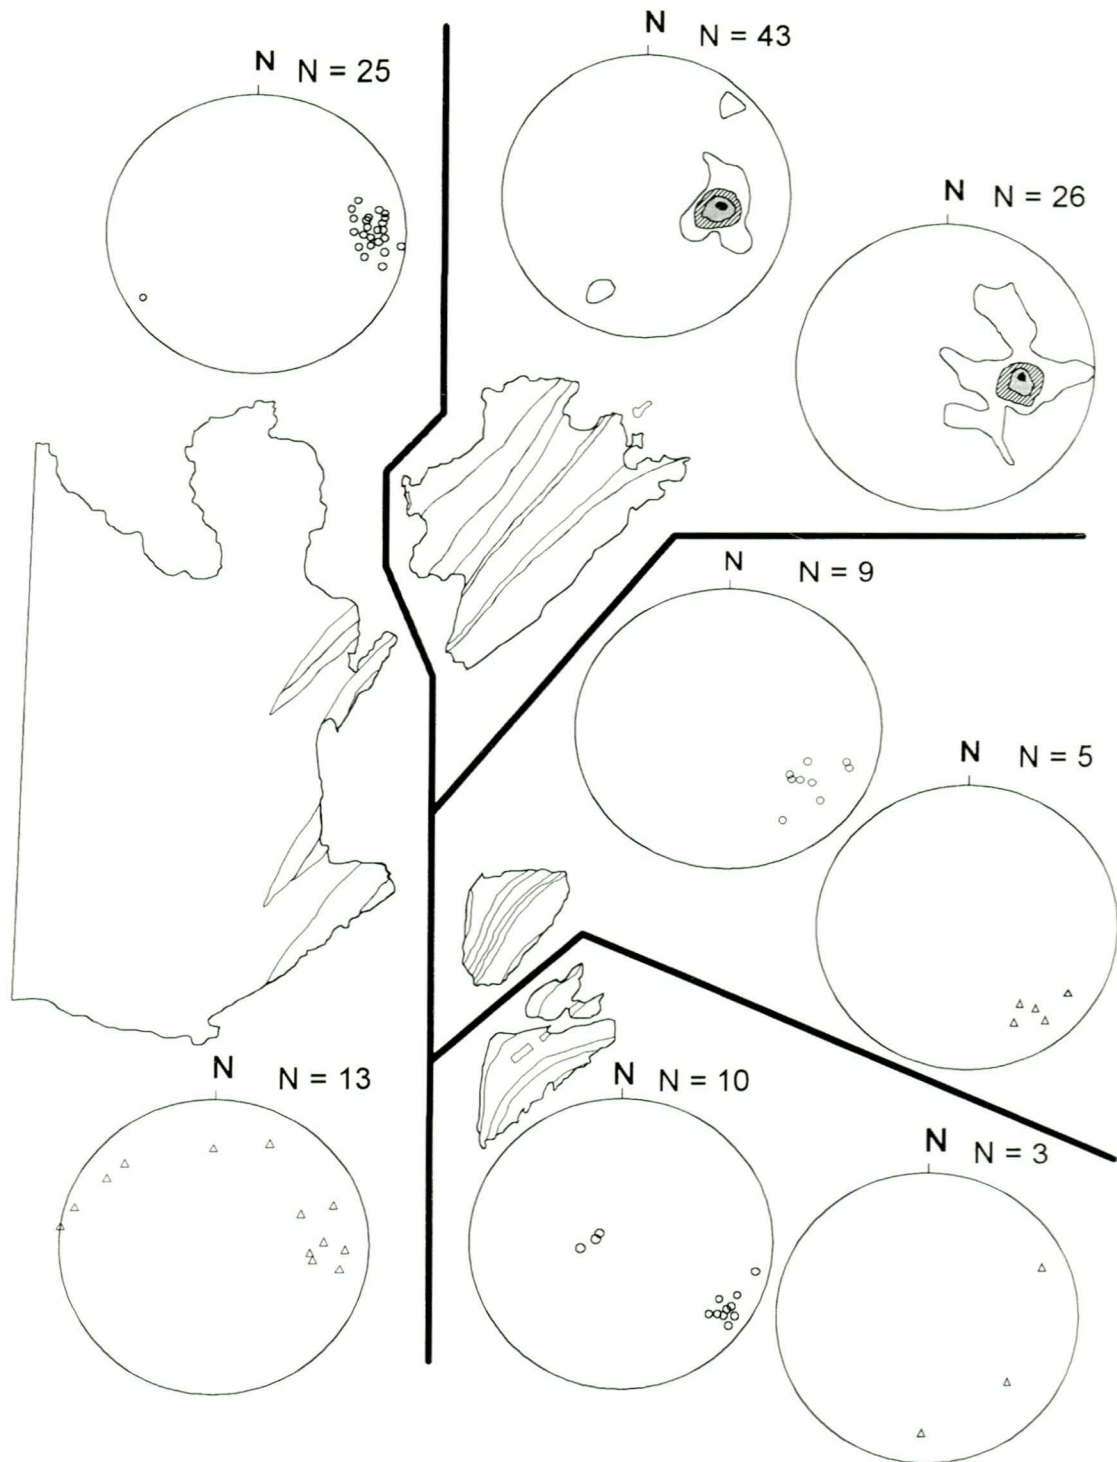 N N = 43
N N = 25
N N = 26
N N = 9
N N = 5
N N = 13
N N = 10
N N = 3